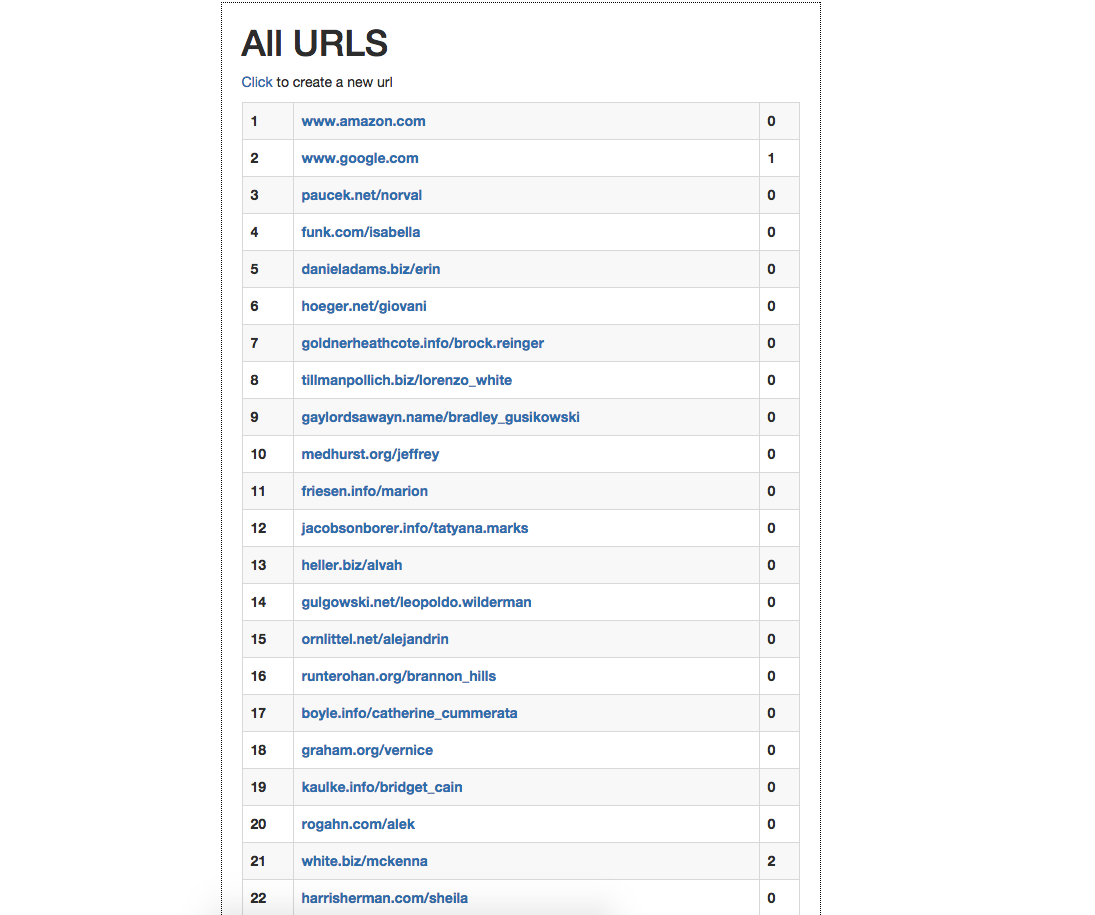 All URLS
Click to create a new url
1 www.amazon.com 0
2 www.google.com 1
3 paucek.net/norval 0
4 funk.com/isabella 0
5 danieladams.biz/erin 0
6 hoeger.net/giovani 0
7 goldnerheathcote.info/brock.reinger 0
8 tillmanpollich.biz/lorenzo_white 0
9 gaylordsawayn.name/bradley_gusikowski 0
10 medhurst.org/jeffrey 0
11 friesen.info/marion 0
12 jacobsonborer.info/tatyana.marks 0
13 heller.biz/alvah 0
14 gulgowski.net/leopoldo.wilderman 0
15 ornlittel.net/alejandrin 0
16 runterohan.org/brannon_hills 0
17 boyle.info/catherine_cummerata 0
18 graham.org/vernice 0
19 kaulke.info/bridget_cain 0
20 rogahn.com/alek 0
21 white.biz/mckenna 2
22 harrisherman.com/sheila 0